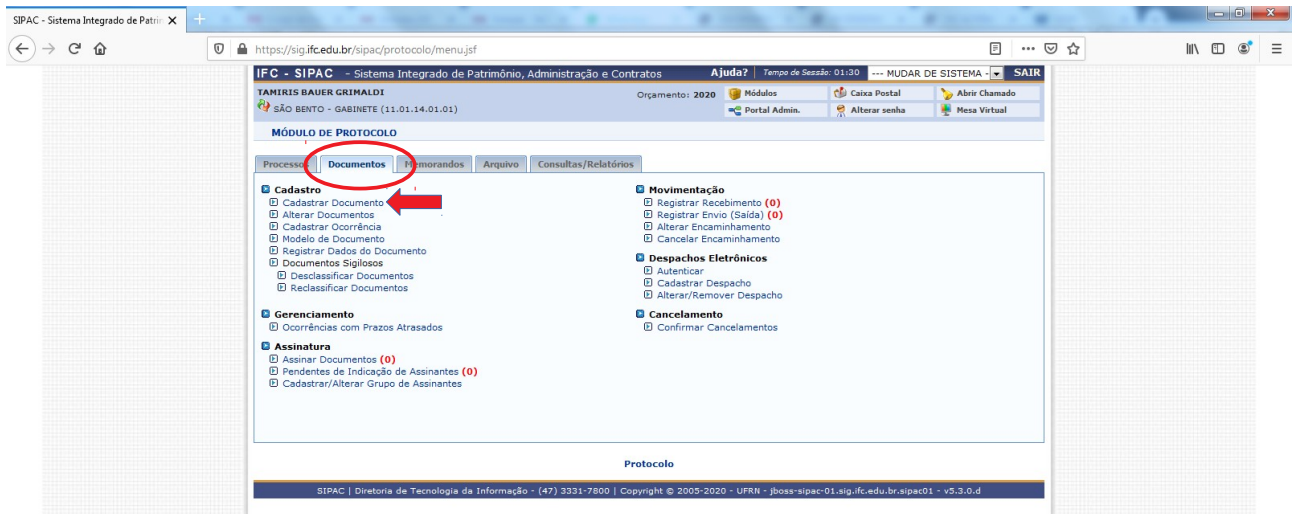 SIPAC - Sistema Integrado de Patrin
https://sig.ifc.edu.br/sipac/protocolo/menu.jsf
IFC - SIPAC - Sistema Integrado de Patrimônio, Administração e Contratos Ajuda? Tempo de Sessão: 01:30 --- MUDAR DE SISTEMA - SAIR
TAMIRIS BAUER GRIMALDI Orçamento: 2020 Módulos Caixa Postal Abrir Chamado
SÃO BENTO - GABINETE (11.01.14.01.01) Portal Admin. Alterar senha Mesa Virtual
MÓDULO DE PROTOCOLO
Processos Documentos Memorandos Arquivo Consultas/Relatórios
Cadastro
Cadastrar Documento
Alterar Documentos
Cadastrar Ocorrência
Modelo de Documento
Registrar Dados do Documento
Documentos Sigilosos
Desclassificar Documentos
Reclassificar Documentos
Gerenciamento
Ocorrências com Prazos Atrasados
Assinatura
Assinar Documentos (0)
Pendentes de Indicação de Assinantes (0)
Cadastrar/Alterar Grupo de Assinantes
Movimentação
Registrar Recebimento (0)
Registrar Envio (Saída) (0)
Alterar Encaminhamento
Cancelar Encaminhamento
Despachos Eletrônicos
Autenticar
Cadastrar Despacho
Alterar/Remover Despacho
Cancelamento
Confirmar Cancelamentos
Protocolo
SIPAC | Diretoria de Tecnologia da Informação - (47) 3331-7800 | Copyright © 2005-2020 - UFRN - jboss-sipac-01.sig.ifc.edu.br.sipac01 - v5.3.0.d